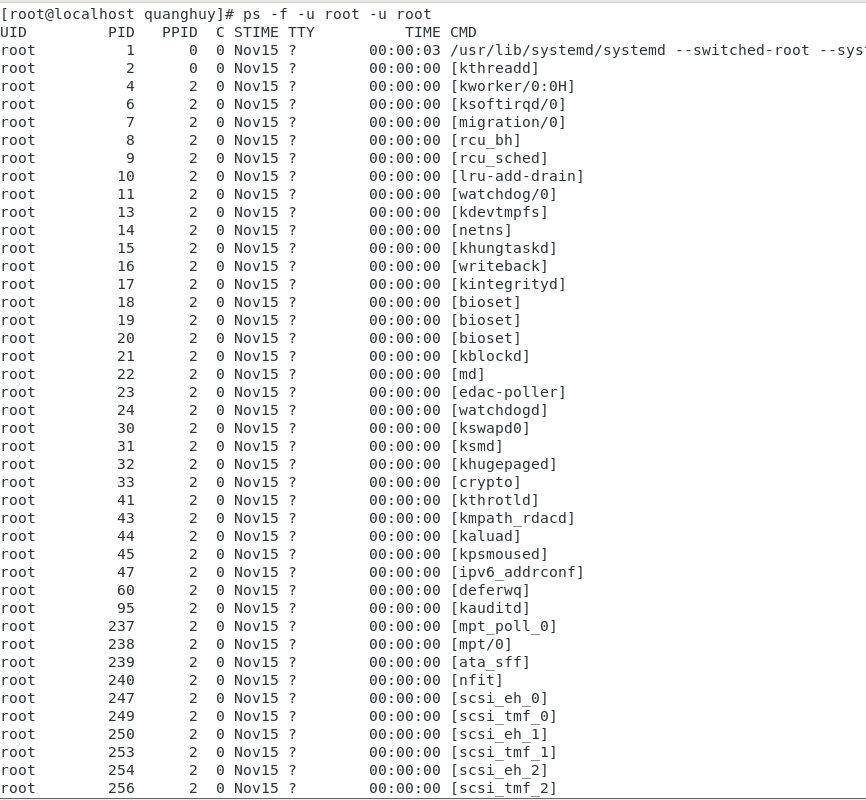 [root@localhost quanghuy]# ps -f -u root -u root
UID        PID   PPID  C STIME TTY          TIME CMD
root         1      0  0 Nov15 ?        00:00:03 /usr/lib/systemd/systemd --switched-root --sys
root         2      0  0 Nov15 ?        00:00:00 [kthreadd]
root         4      2  0 Nov15 ?        00:00:00 [kworker/0:0H]
root         6      2  0 Nov15 ?        00:00:00 [ksoftirqd/0]
root         7      2  0 Nov15 ?        00:00:00 [migration/0]
root         8      2  0 Nov15 ?        00:00:00 [rcu_bh]
root         9      2  0 Nov15 ?        00:00:00 [rcu_sched]
root        10      2  0 Nov15 ?        00:00:00 [lru-add-drain]
root        11      2  0 Nov15 ?        00:00:00 [watchdog/0]
root        13      2  0 Nov15 ?        00:00:00 [kdevtmpfs]
root        14      2  0 Nov15 ?        00:00:00 [netns]
root        15      2  0 Nov15 ?        00:00:00 [khungtaskd]
root        16      2  0 Nov15 ?        00:00:00 [writeback]
root        17      2  0 Nov15 ?        00:00:00 [kintegrityd]
root        18      2  0 Nov15 ?        00:00:00 [bioset]
root        19      2  0 Nov15 ?        00:00:00 [bioset]
root        20      2  0 Nov15 ?        00:00:00 [bioset]
root        21      2  0 Nov15 ?        00:00:00 [kblockd]
root        22      2  0 Nov15 ?        00:00:00 [md]
root        23      2  0 Nov15 ?        00:00:00 [edac-poller]
root        24      2  0 Nov15 ?        00:00:00 [watchdogd]
root        30      2  0 Nov15 ?        00:00:00 [kswapd0]
root        31      2  0 Nov15 ?        00:00:00 [ksmd]
root        32      2  0 Nov15 ?        00:00:00 [khugepaged]
root        33      2  0 Nov15 ?        00:00:00 [crypto]
root        41      2  0 Nov15 ?        00:00:00 [kthrotld]
root        43      2  0 Nov15 ?        00:00:00 [kmpath_rdacd]
root        44      2  0 Nov15 ?        00:00:00 [kaluad]
root        45      2  0 Nov15 ?        00:00:00 [kpsmoused]
root        47      2  0 Nov15 ?        00:00:00 [ipv6_addrconf]
root        60      2  0 Nov15 ?        00:00:00 [deferwq]
root        95      2  0 Nov15 ?        00:00:00 [kauditd]
root       237      2  0 Nov15 ?        00:00:00 [mpt_poll_0]
root       238      2  0 Nov15 ?        00:00:00 [mpt/0]
root       239      2  0 Nov15 ?        00:00:00 [ata_sff]
root       240      2  0 Nov15 ?        00:00:00 [nfit]
root       247      2  0 Nov15 ?        00:00:00 [scsi_eh_0]
root       249      2  0 Nov15 ?        00:00:00 [scsi_tmf_0]
root       250      2  0 Nov15 ?        00:00:00 [scsi_eh_1]
root       253      2  0 Nov15 ?        00:00:00 [scsi_tmf_1]
root       254      2  0 Nov15 ?        00:00:00 [scsi_eh_2]
root       256      2  0 Nov15 ?        00:00:00 [scsi_tmf_2]